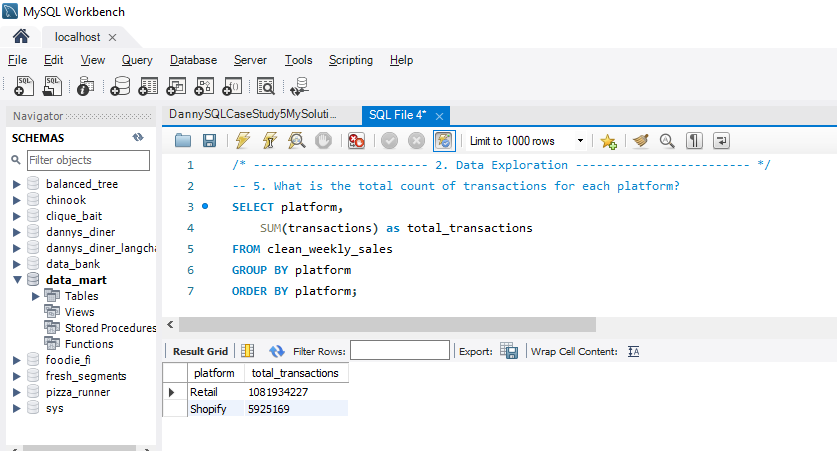 MySQL Workbench
localhost
File Edit View Query Database Server Tools Scripting Help
Navigator
SCHEMAS
Filter objects
balanced_tree
chinook
clique_bait
dannys_diner
dannys_diner_langcha
data_bank
data_mart
Tables
Views
Stored Procedures
Functions
foodie_fi
fresh_segments
pizza_runner
sys
DannySQLCaseStudy5MySoluti... SQL File 4*
Limit to 1000 rows
1 /* ------------------------- 2. Data Exploration ------------------------- */
2 -- 5. What is the total count of transactions for each platform?
3 SELECT platform,
4 SUM(transactions) as total_transactions
5 FROM clean_weekly_sales
6 GROUP BY platform
7 ORDER BY platform;
Result Grid Filter Rows: Export: Wrap Cell Content:
platform total_transactions
Retail 1081934227
Shopify 5925169